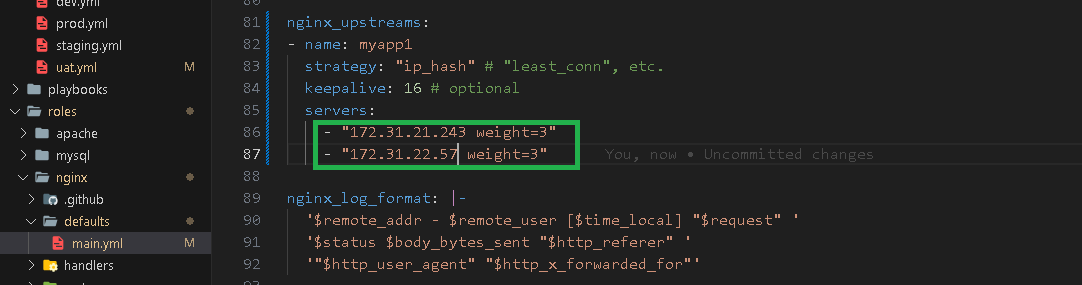 dev.yml
prod.yml
staging.yml
uat.yml M
playbooks
roles
apache
mysql
nginx
.github
defaults
main.yml M
handlers
81 nginx_upstreams:
82 - name: myapp1
83 strategy: "ip_hash" # "least_conn", etc.
84 keepalive: 16 # optional
85 servers:
86 - "172.31.21.243 weight=3"
87 - "172.31.22.57 weight=3" You, now • Uncommitted changes
88
89 nginx_log_format: |-
90 '$remote_addr - $remote_user [$time_local] "$request" '
91 '$status $body_bytes_sent "$http_referer" '
92 '"$http_user_agent" "$http_x_forwarded_for"'